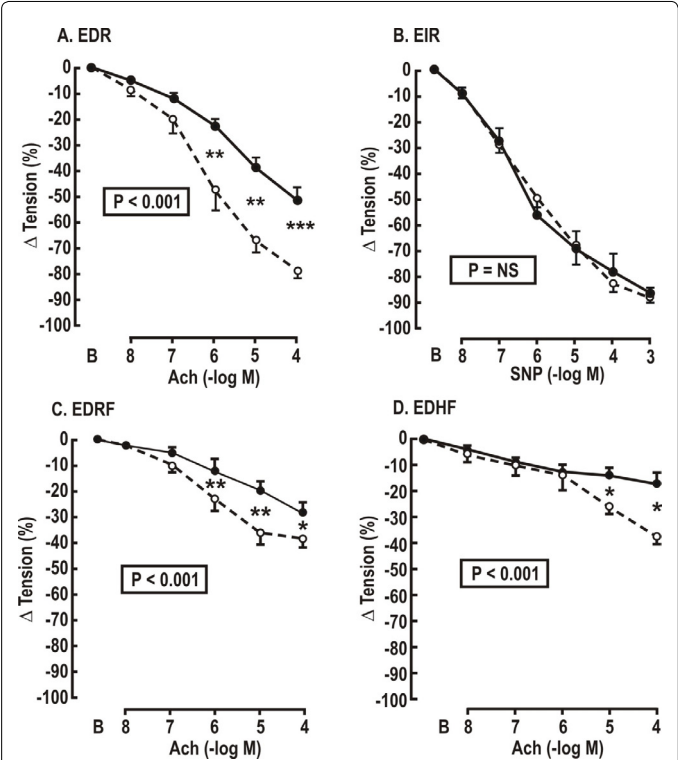 A. EDR
0
-10
-20
-30
-40
-50
-60
-70
-80
-90
-100
Δ Tension (%)
**
**
***
P < 0.001
B 8 7 6 5 4
Ach (-log M)
B. EIR
0
-10
-20
-30
-40
-50
-60
-70
-80
-90
-100
Δ Tension (%)
P = NS
B 8 7 6 5 4 3
SNP (-log M)
C. EDRF
0
-10
-20
-30
-40
-50
-60
-70
-80
-90
-100
Δ Tension (%)
**
**
*
P < 0.001
B 8 7 6 5 4
Ach (-log M)
D. EDHF
0
-10
-20
-30
-40
-50
-60
-70
-80
-90
-100
Δ Tension (%)
*
*
P < 0.001
B 8 7 6 5 4
Ach (-log M)